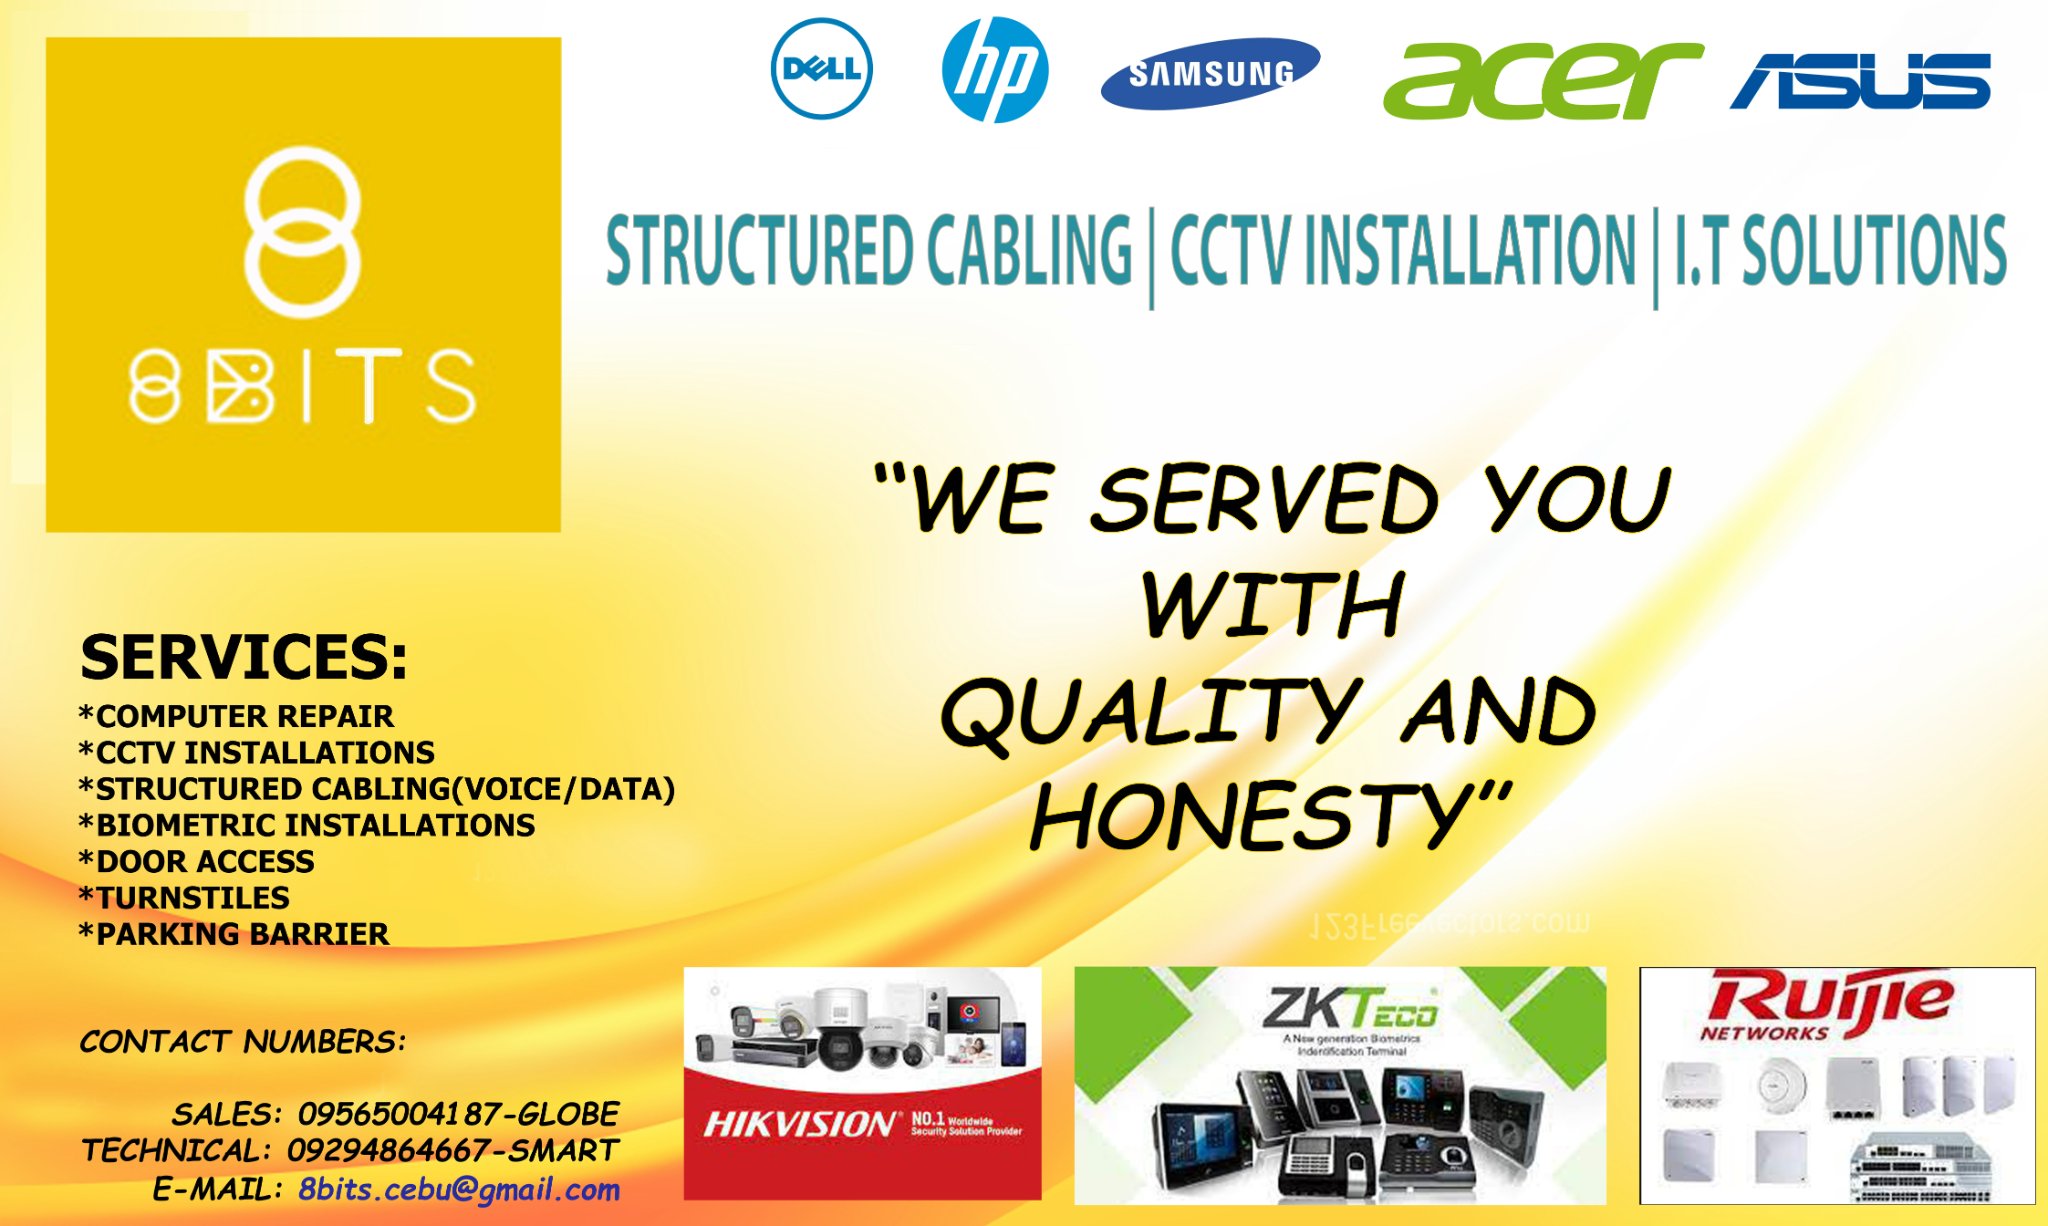 DELL
hp
SAMSUNG
acer
ASUS
8BITS
STRUCTURED CABLING | CCTV INSTALLATION | I.T SOLUTIONS
“WE SERVED YOU
WITH
QUALITY AND
HONESTY”
SERVICES:
*COMPUTER REPAIR
*CCTV INSTALLATIONS
*STRUCTURED CABLING(VOICE/DATA)
*BIOMETRIC INSTALLATIONS
*DOOR ACCESS
*TURNSTILES
*PARKING BARRIER
123Freevectors.com
CONTACT NUMBERS:
SALES: 09565004187-GLOBE
TECHNICAL: 09294864667-SMART
E-MAIL: 8bits.cebu@gmail.com
HIKVISION® NO.1 Worldwide
Security Solution Provider
ZKTECO®
A New generation Biometrics
Indentification Terminal
RUIJIE
NETWORKS